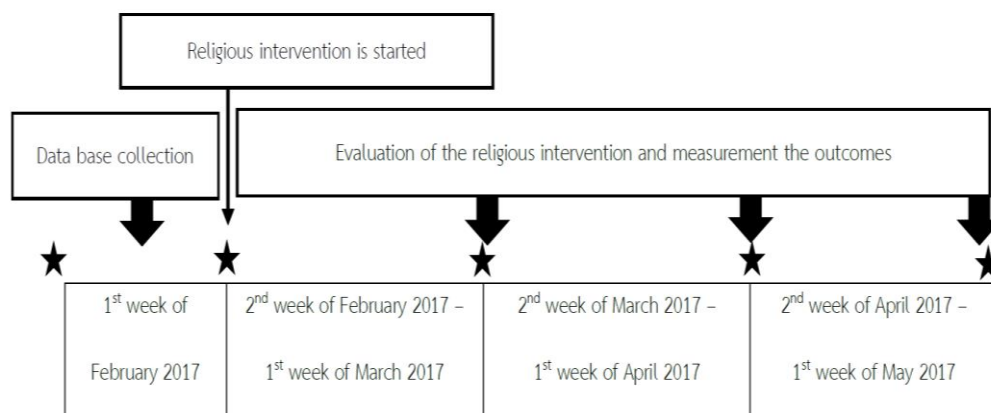 Religious intervention is started
Data base collection
Evaluation of the religious intervention and measurement the outcomes
1st week of
February 2017
2nd week of February 2017 –
1st week of March 2017
2nd week of March 2017 –
1st week of April 2017
2nd week of April 2017 –
1st week of May 2017